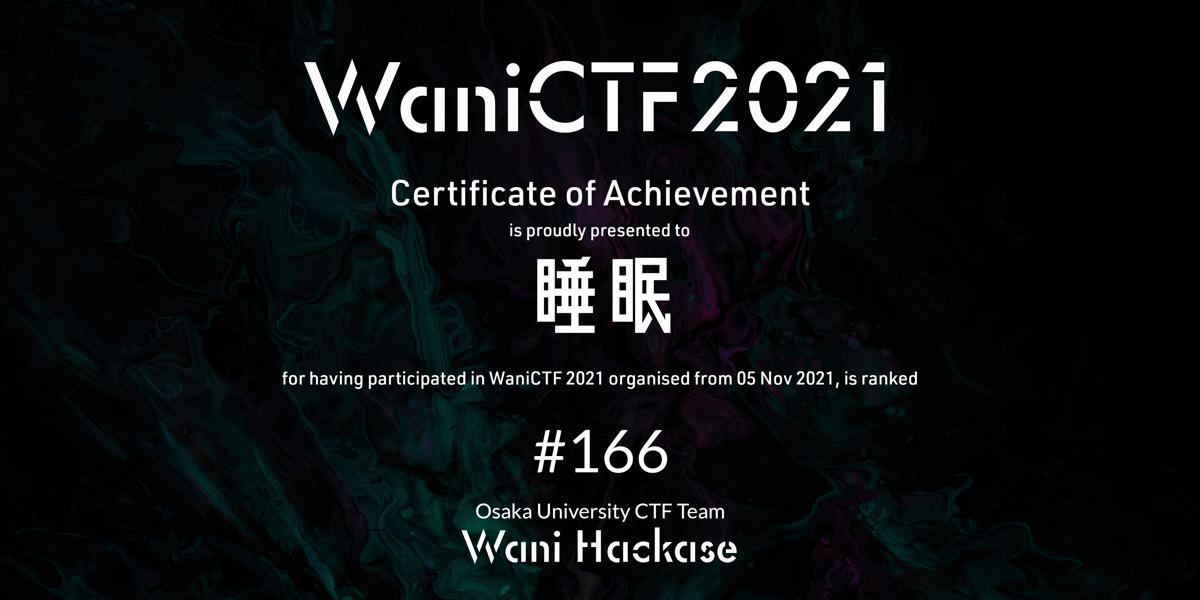 WaniCTF2021
Certificate of Achievement
is proudly presented to
睡眠
for having participated in WaniCTF 2021 organised from 05 Nov 2021, is ranked
#166
Osaka University CTF Team
Wani Hackase